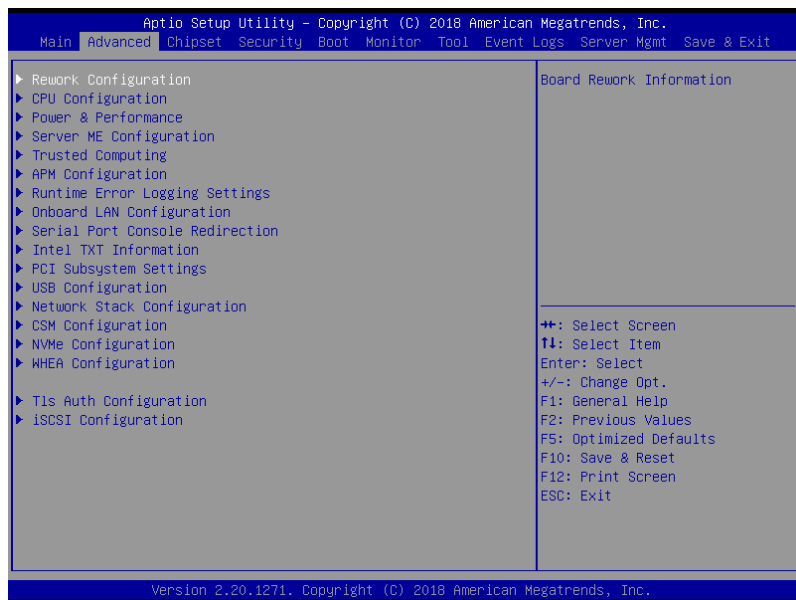 Aptio Setup Utility – Copyright (C) 2018 American Megatrends, Inc.
Main Advanced Chipset Security Boot Monitor Tool Event Logs Server Mgmt Save & Exit
Rework Configuration
CPU Configuration
Power & Performance
Server ME Configuration
Trusted Computing
APM Configuration
Runtime Error Logging Settings
Onboard LAN Configuration
Serial Port Console Redirection
Intel TXT Information
PCI Subsystem Settings
USB Configuration
Network Stack Configuration
CSM Configuration
NVMe Configuration
WHEA Configuration
Tls Auth Configuration
iSCSI Configuration
Board Rework Information
→←: Select Screen
↑↓: Select Item
Enter: Select
+/-: Change Opt.
F1: General Help
F2: Previous Values
F5: Optimized Defaults
F10: Save & Reset
F12: Print Screen
ESC: Exit
Version 2.20.1271. Copyright (C) 2018 American Megatrends, Inc.